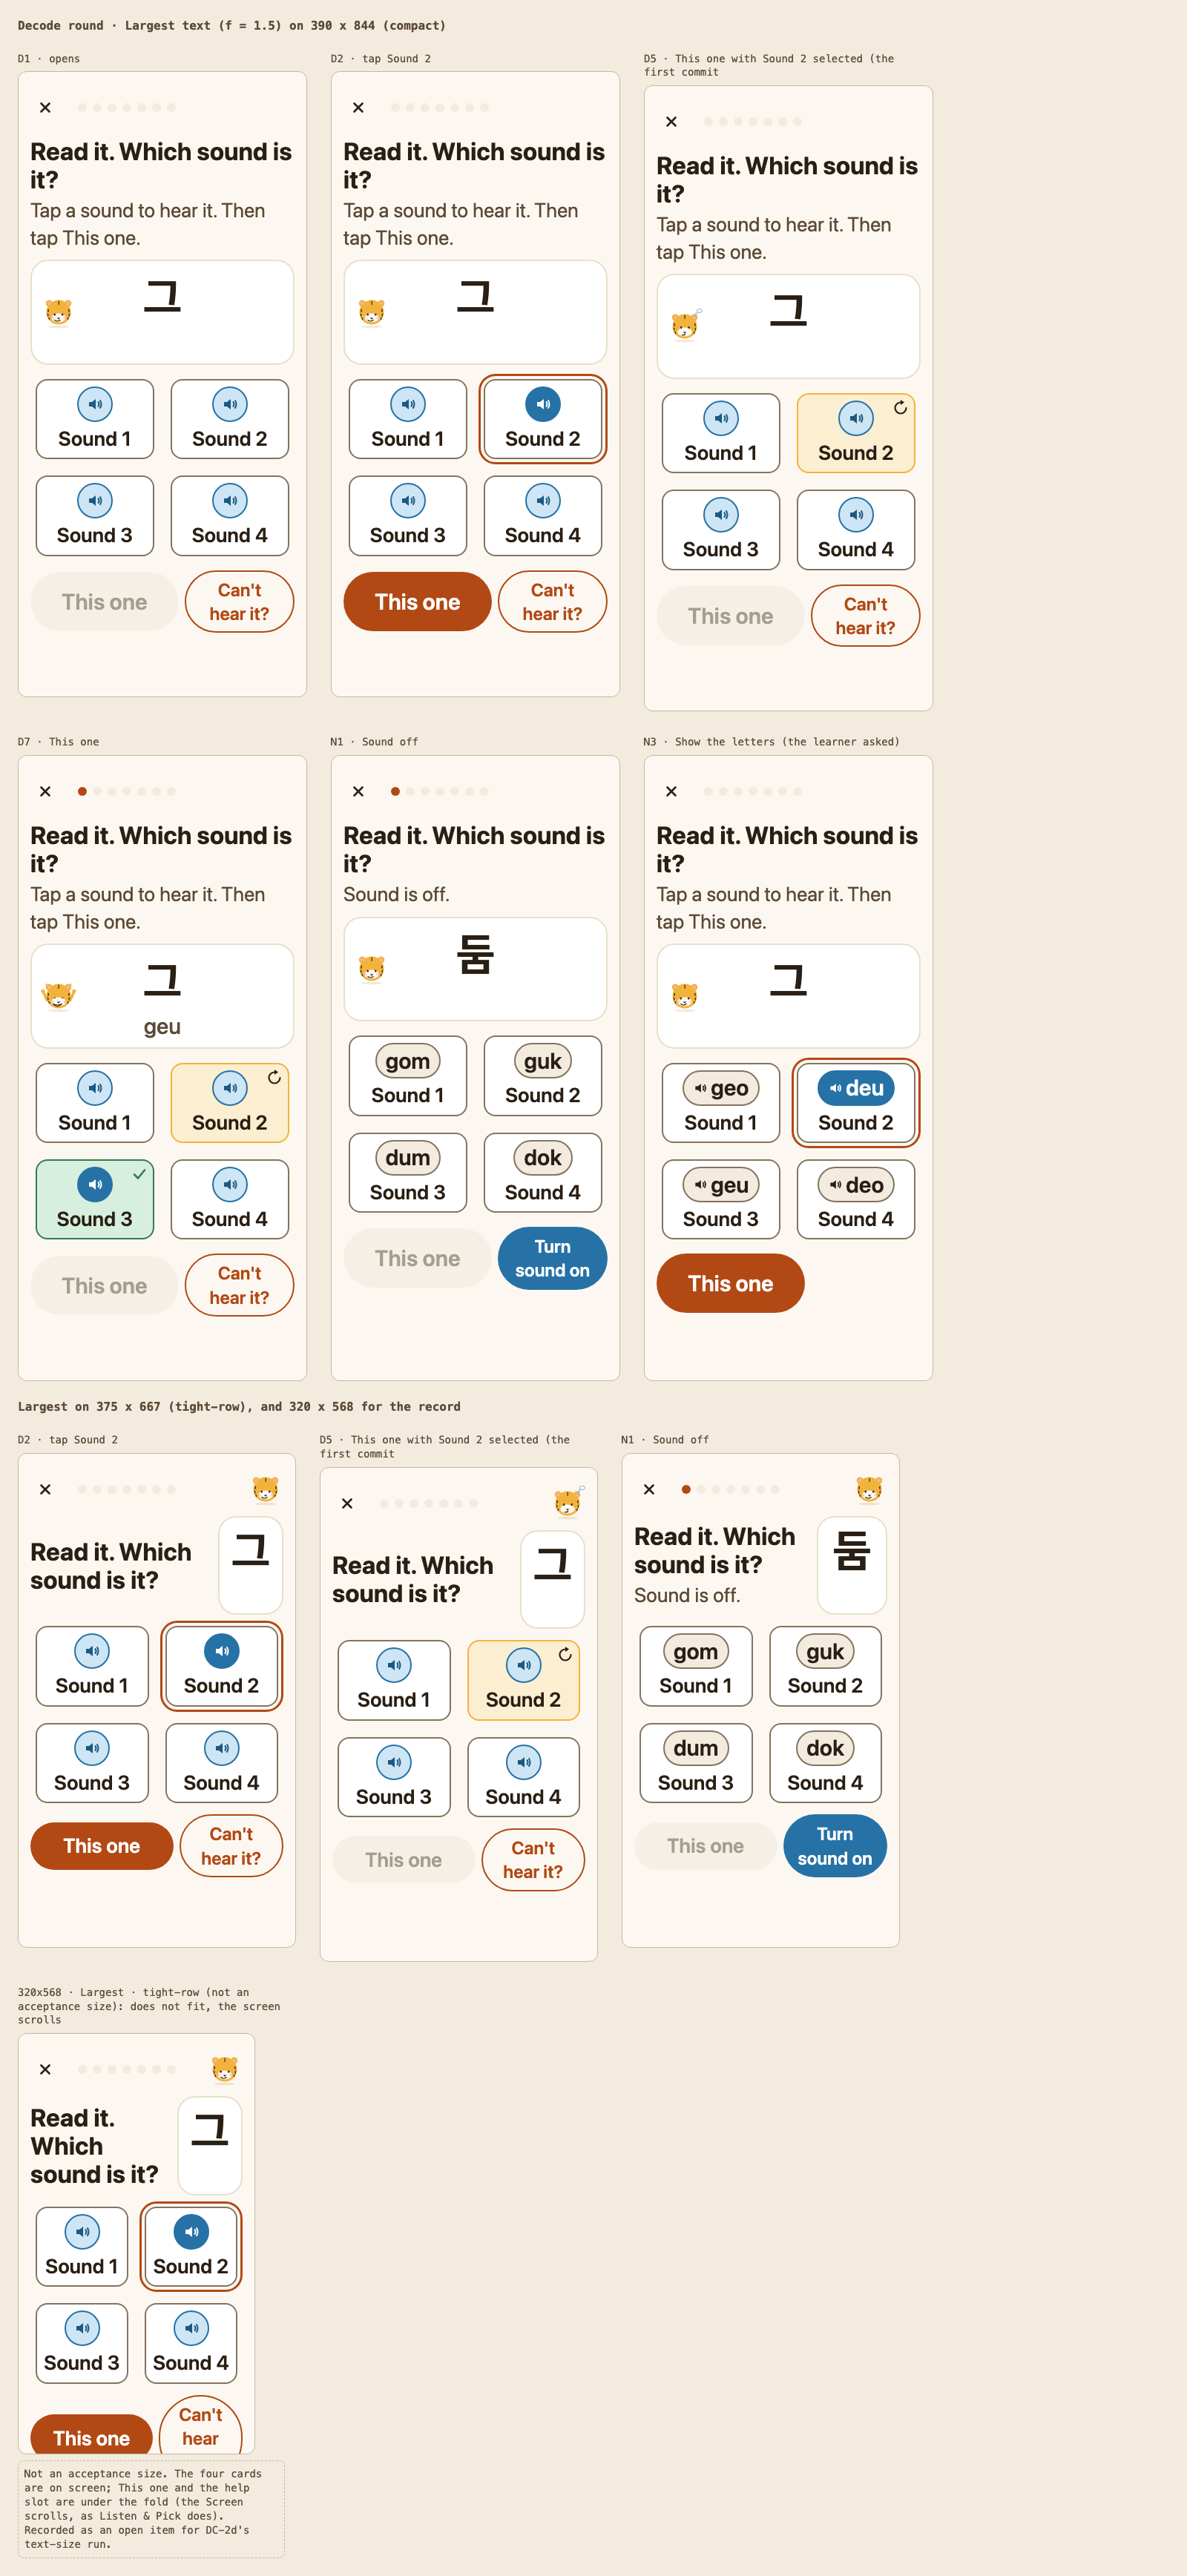 Decode round · Largest text (f = 1.5) on 390 x 844 (compact)
D1 · opens
Read it. Which sound is
it?
Tap a sound to hear it. Then
tap This one.
그
Sound 1
Sound 2
Sound 3
Sound 4
This one
Can't
hear it?
D2 · tap Sound 2
Read it. Which sound is
it?
Tap a sound to hear it. Then
tap This one.
그
Sound 1
Sound 2
Sound 3
Sound 4
This one
Can't
hear it?
D5 · This one with Sound 2 selected (the
first commit
Read it. Which sound is
it?
Tap a sound to hear it. Then
tap This one.
그
Sound 1
Sound 2
Sound 3
Sound 4
This one
Can't
hear it?
D7 · This one
Read it. Which sound is
it?
Tap a sound to hear it. Then
tap This one.
그
geu
Sound 1
Sound 2
Sound 3
Sound 4
This one
Can't
hear it?
N1 · Sound off
Read it. Which sound is
it?
Sound is off.
둠
gom
Sound 1
guk
Sound 2
dum
Sound 3
dok
Sound 4
This one
Turn
sound on
N3 · Show the letters (the learner asked)
Read it. Which sound is
it?
Tap a sound to hear it. Then
tap This one.
그
geo
Sound 1
deu
Sound 2
geu
Sound 3
deo
Sound 4
This one
Largest on 375 x 667 (tight-row), and 320 x 568 for the record
D2 · tap Sound 2
Read it. Which
sound is it?
그
Sound 1
Sound 2
Sound 3
Sound 4
This one
Can't
hear it?
D5 · This one with Sound 2 selected (the
first commit
Read it. Which
sound is it?
그
Sound 1
Sound 2
Sound 3
Sound 4
This one
Can't
hear it?
N1 · Sound off
Read it. Which
sound is it?
Sound is off.
둠
gom
Sound 1
guk
Sound 2
dum
Sound 3
dok
Sound 4
This one
Turn
sound on
320x568 · Largest · tight-row (not an
acceptance size): does not fit, the screen
scrolls
Read it.
Which
sound is it?
그
Sound 1
Sound 2
Sound 3
Sound 4
This one
Can't
hear
Not an acceptance size. The four cards
are on screen; This one and the help
slot are under the fold (the Screen
scrolls, as Listen & Pick does).
Recorded as an open item for DC-2d's
text-size run.